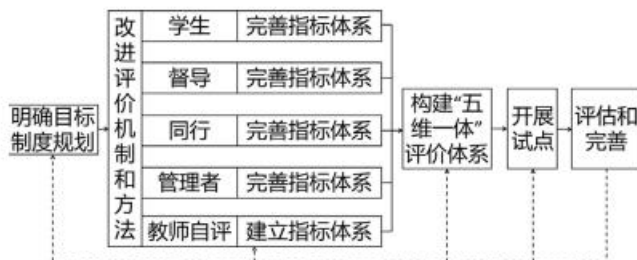 明确目标
制度规划
改进评价机制和方法
学生 完善指标体系
督导 完善指标体系
同行 完善指标体系
管理者 完善指标体系
教师自评 建立指标体系
构建“五
维一体”
评价体系
开展
试点
评估和
完善